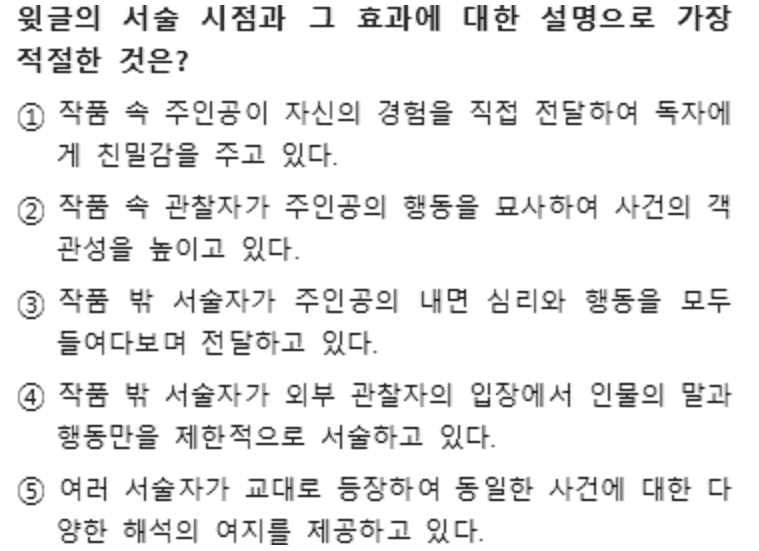 윗글의 서술 시점과 그 효과에 대한 설명으로 가장
적절한 것은?
① 작품 속 주인공이 자신의 경험을 직접 전달하여 독자에
게 친밀감을 주고 있다.
② 작품 속 관찰자가 주인공의 행동을 묘사하여 사건의 객
관성을 높이고 있다.
③ 작품 밖 서술자가 주인공의 내면 심리와 행동을 모두
들여다보며 전달하고 있다.
④ 작품 밖 서술자가 외부 관찰자의 입장에서 인물의 말과
행동만을 제한적으로 서술하고 있다.
⑤ 여러 서술자가 교대로 등장하여 동일한 사건에 대한 다
양한 해석의 여지를 제공하고 있다.